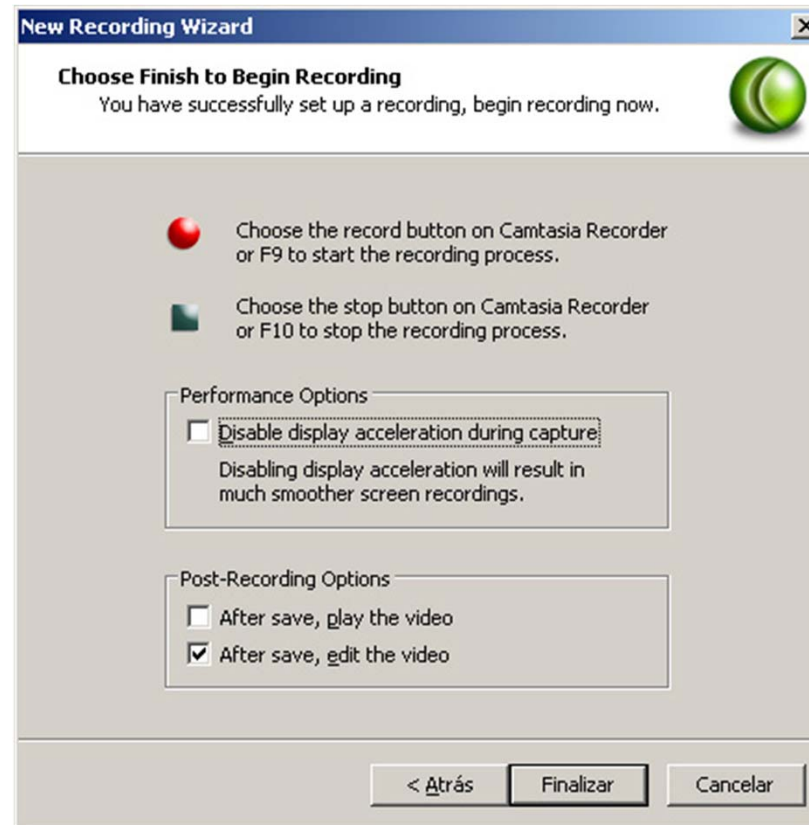 New Recording Wizard
Choose Finish to Begin Recording
You have successfully set up a recording, begin recording now.
Choose the record button on Camtasia Recorder
or F9 to start the recording process.
Choose the stop button on Camtasia Recorder
or F10 to stop the recording process.
Performance Options
Disable display acceleration during capture
Disabling display acceleration will result in
much smoother screen recordings.
Post-Recording Options
After save, play the video
After save, edit the video
< Atrás Finalizar Cancelar